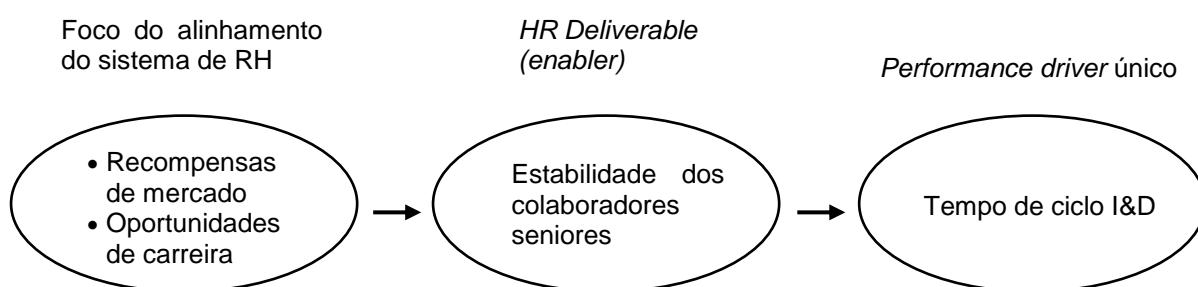 Foco do alinhamento
do sistema de RH
HR Deliverable
(enabler)
Performance driver único
• Recompensas
de mercado
• Oportunidades
de carreira
Estabilidade dos
colaboradores
seniores
Tempo de ciclo I&D